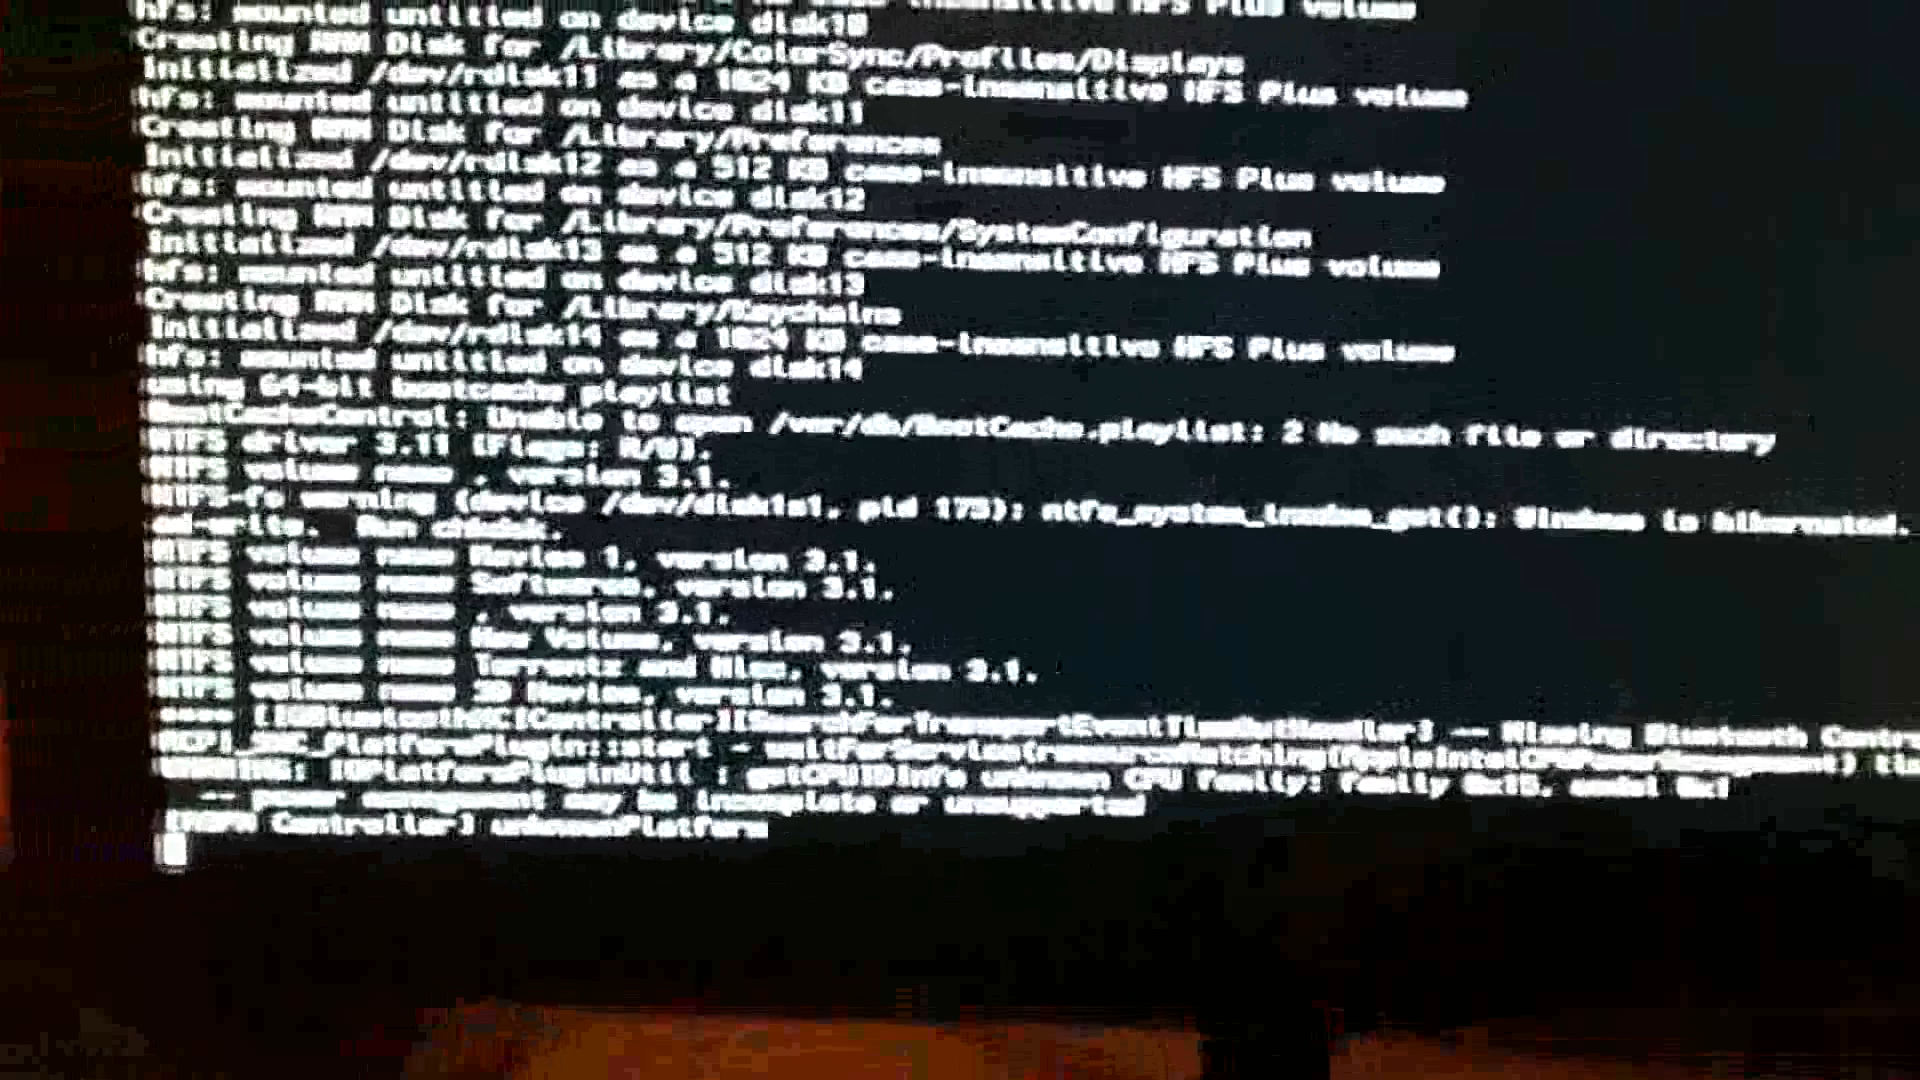 case-insensitive HFS Plus volume
hfs: mounted untitled on device disk10
Creating RAM Disk for /Library/ColorSync/Profiles/Displays
Initialized /dev/rdisk11 as a 1024 KB case-insensitive HFS Plus volume
hfs: mounted untitled on device disk11
Creating RAM Disk for /Library/Preferences
Initialized /dev/rdisk12 as a 512 KB case-insensitive HFS Plus volume
hfs: mounted untitled on device disk12
Creating RAM Disk for /Library/Preferences/SystemConfiguration
Initialized /dev/rdisk13 as a 512 KB case-insensitive HFS Plus volume
hfs: mounted untitled on device disk13
Creating RAM Disk for /Library/Keychains
Initialized /dev/rdisk14 as a 1024 KB case-insensitive HFS Plus volume
hfs: mounted untitled on device disk14
using 64-bit bootcache playlist
BootCacheControl: Unable to open /var/db/BootCache.playlist: 2 No such file or directory
NTFS driver 3.11 [Flags: R/W].
NTFS volume name , version 3.1.
NTFS-fs warning (device /dev/disk1s1, pid 175): ntfs_system_inodes_get(): Windows is hibernated.
ad-write. Run chkdsk.
NTFS volume name Movies 1, version 3.1.
NTFS volume name Softwares, version 3.1.
NTFS volume name , version 3.1.
NTFS volume name New Volume, version 3.1.
NTFS volume name Torrentz and Misc, version 3.1.
NTFS volume name 3D Movies, version 3.1.
[IOBluetoothHCIController][SearchForTransportEventTimeOutHandler] -- Missing Bluetooth Contro
ACPI_SMC_PlatformPlugin::start - waitForService(resourceMatching(AppleIntelCPUPowerManagement) tim
WARNING: IOPlatformPluginUtil : getCPUIDInfo unknown CPU family: family 0x15, model 0x1
-- power management may be incomplete or unsupported
Controller] unknownPlatform